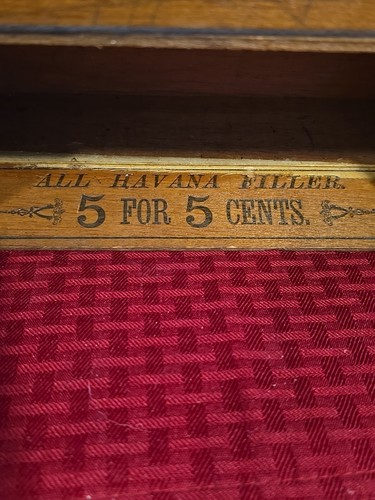 ALL HAVANA FILLER.
5 FOR 5 CENTS.